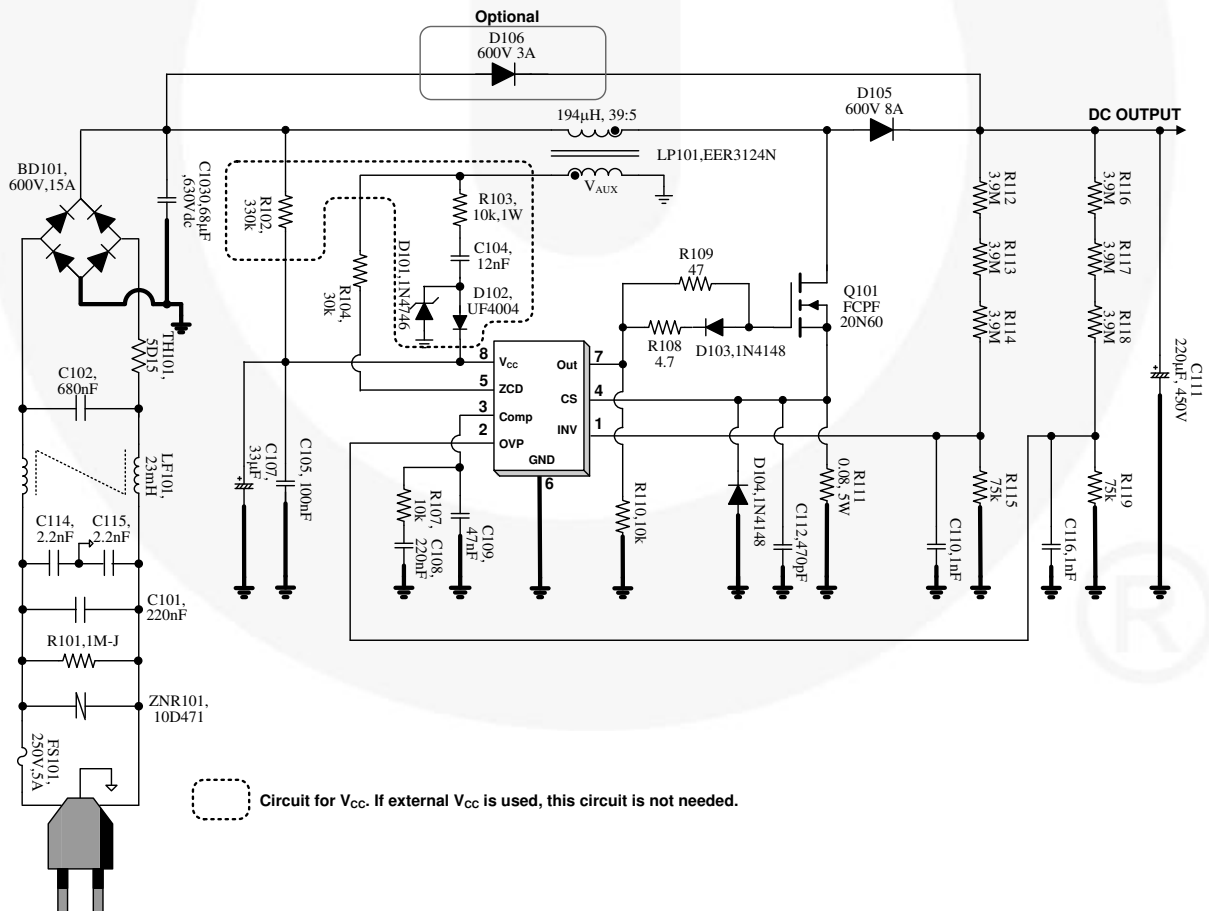 Optional
D106
600V 3A
D105
600V 8A
194μH, 39:5
DC OUTPUT
BD101,
600V,15A
C1030,68μF
,630Vdc
LP101,EER3124N
VAUX
R102,
330k
R103,
10k,1W
C104,
12nF
D101,1N4746
D102,
UF4004
R104,
30k
R109
47
R108
4.7
D103,1N4148
Q101
FCPF
20N60
R112
3.9M
R113
3.9M
R114
3.9M
R116
3.9M
R117
3.9M
R118
3.9M
C111
220μF, 450V
TH101,
5D15
C102,
680nF
LF101,
23mH
8
VCC
5
ZCD
3
Comp
2
OVP
GND
6
Out
7
CS
4
INV
1
C107,
33μF
C105, 100nF
R107,
10k
C108,
220nF
C109,
47nF
R110,10k
D104,1N4148
C112,470pF
R111
0.08, 5W
C110,1nF
R115
75k
C116,1nF
R119
75k
C114,
2.2nF
C115,
2.2nF
C101,
220nF
R101,1M-J
ZNR101,
10D471
FS101,
250V,5A
Circuit for VCC. If external VCC is used, this circuit is not needed.
®